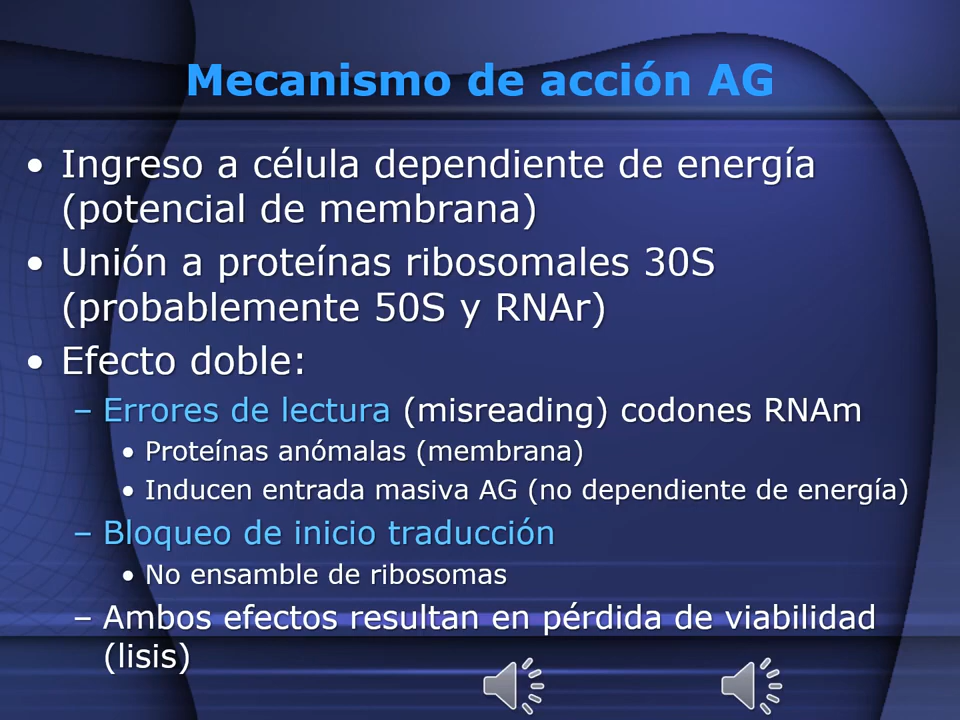 Mecanismo de acción AG
• Ingreso a célula dependiente de energía
(potencial de membrana)
• Unión a proteínas ribosomales 30S
(probablemente 50S y RNAr)
• Efecto doble:
– Errores de lectura (misreading) codones RNAm
• Proteínas anómalas (membrana)
• Inducen entrada masiva AG (no dependiente de energía)
– Bloqueo de inicio traducción
• No ensamble de ribosomas
– Ambos efectos resultan en pérdida de viabilidad
(lisis)